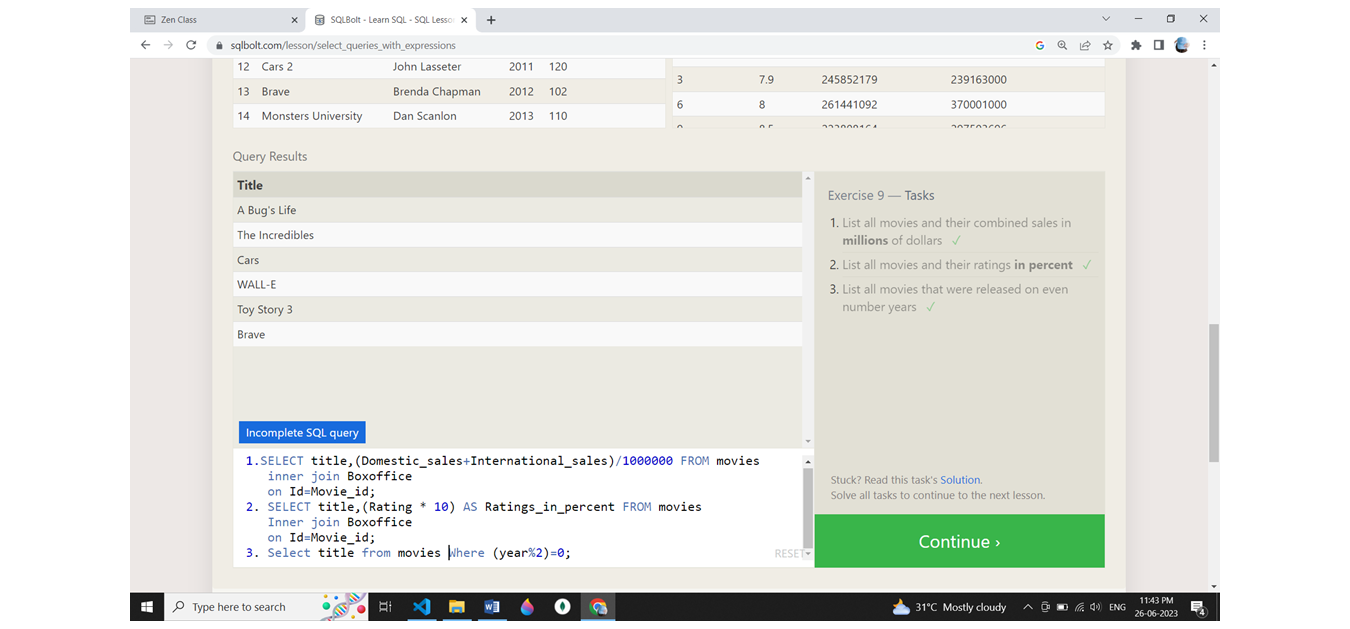 Zen Class
SQLBolt - Learn SQL - SQL Lesso
sqlbolt.com/lesson/select_queries_with_expressions
12 Cars 2 John Lasseter 2011 120
13 Brave Brenda Chapman 2012 102
14 Monsters University Dan Scanlon 2013 110
3 7.9 245852179 239163000
6 8 261441092 370001000
Query Results
Title
A Bug's Life
The Incredibles
Cars
WALL-E
Toy Story 3
Brave
Incomplete SQL query
1.SELECT title,(Domestic_sales+International_sales)/1000000 FROM movies
inner join Boxoffice
on Id=Movie_id;
2. SELECT title,(Rating * 10) AS Ratings_in_percent FROM movies
Inner join Boxoffice
on Id=Movie_id;
3. Select title from movies Where (year%2)=0;
RESET
Exercise 9 — Tasks
1. List all movies and their combined sales in
millions of dollars ✓
2. List all movies and their ratings in percent ✓
3. List all movies that were released on even
number years ✓
Stuck? Read this task's Solution.
Solve all tasks to continue to the next lesson.
Continue ›
Type here to search
31°C Mostly cloudy
ENG
11:43 PM
26-06-2023
4